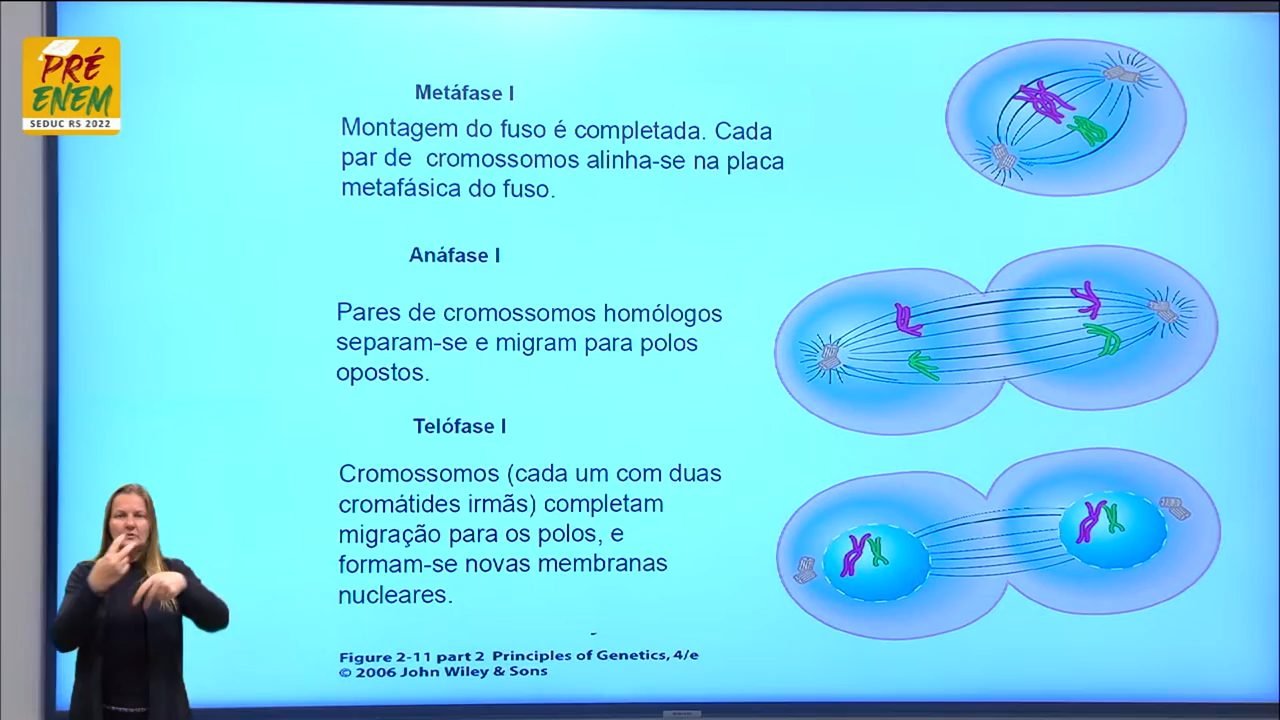 PRÉ
ENEM
SEDUC RS 2022
Metáfase I
Montagem do fuso é completada. Cada
par de cromossomos alinha-se na placa
metafásica do fuso.
Anáfase I
Pares de cromossomos homólogos
separam-se e migram para polos
opostos.
Telófase I
Cromossomos (cada um com duas
cromátides irmãs) completam
migração para os polos, e
formam-se novas membranas
nucleares.
Figure 2-11 part 2 Principles of Genetics, 4/e
© 2006 John Wiley & Sons